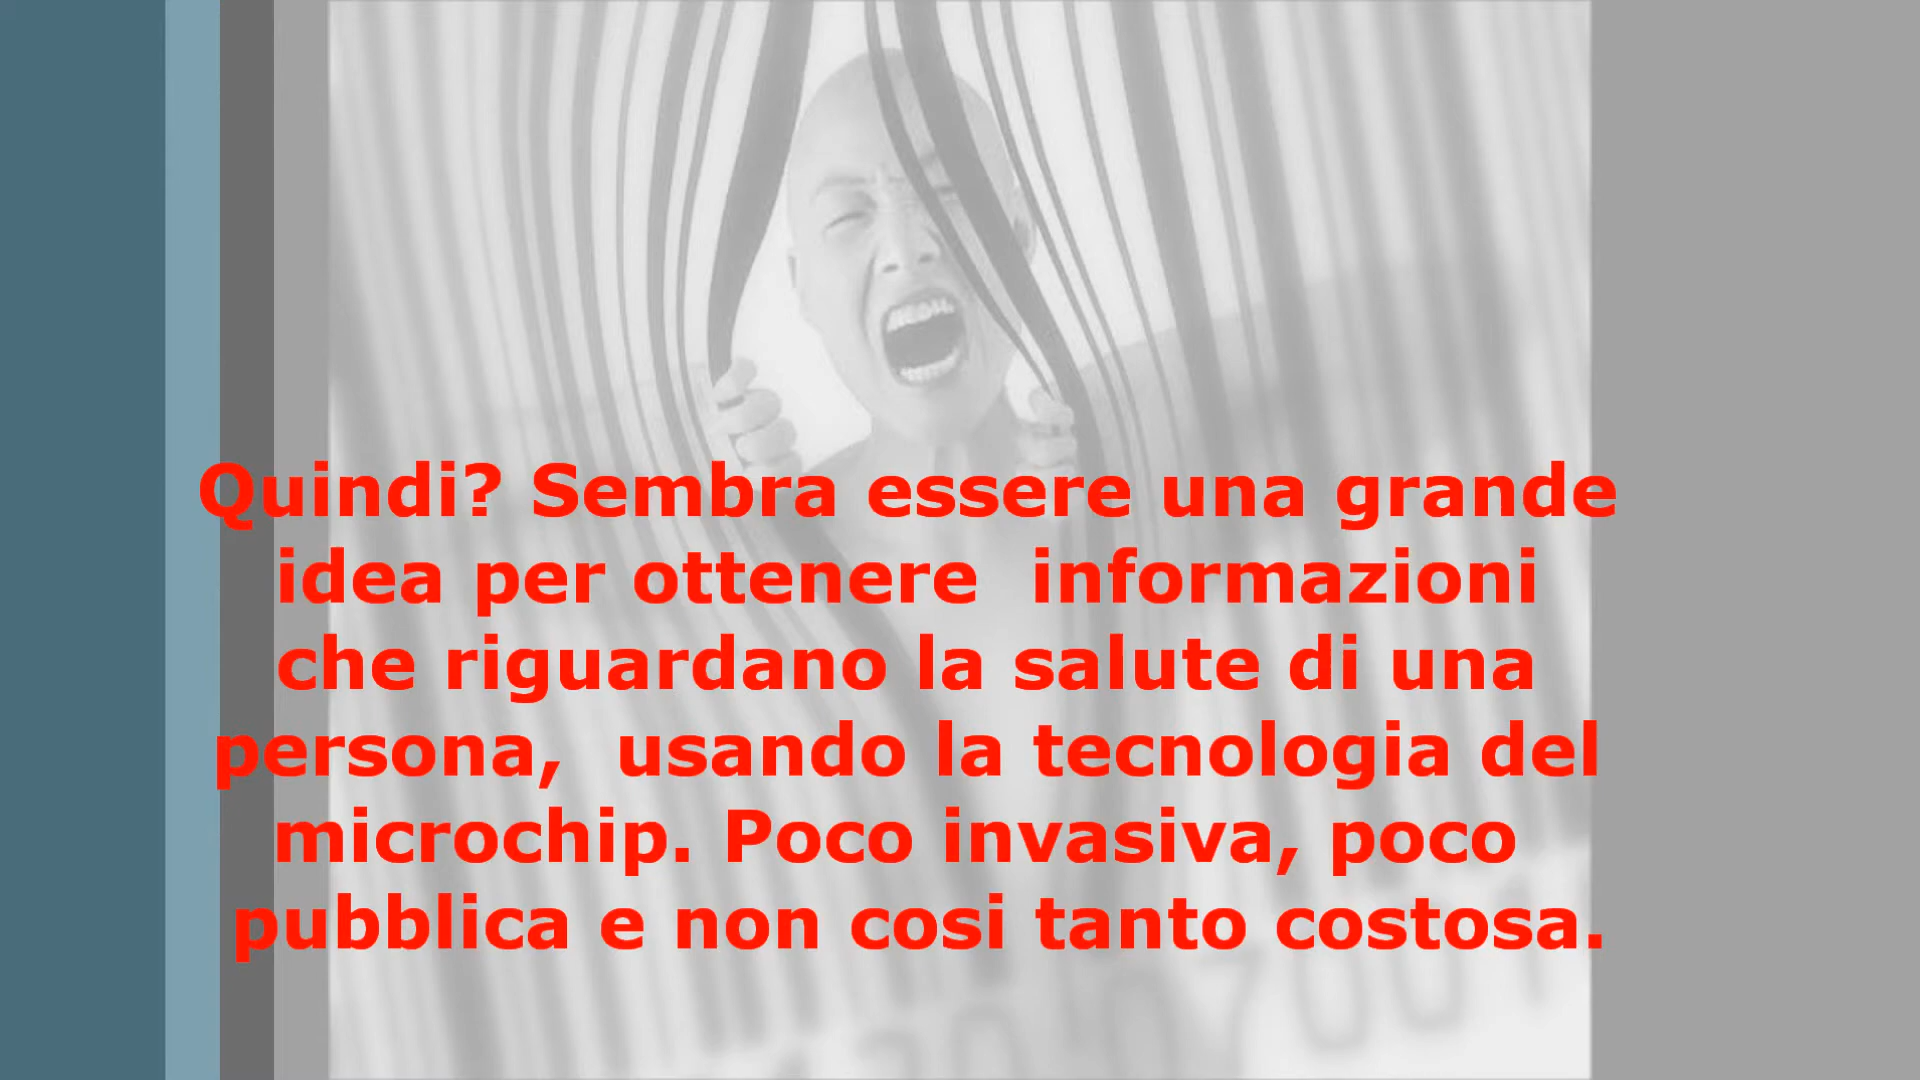 Quindi? Sembra essere una grande
idea per ottenere  informazioni
che riguardano la salute di una
persona,  usando la tecnologia del
microchip. Poco invasiva, poco
pubblica e non cosi tanto costosa.